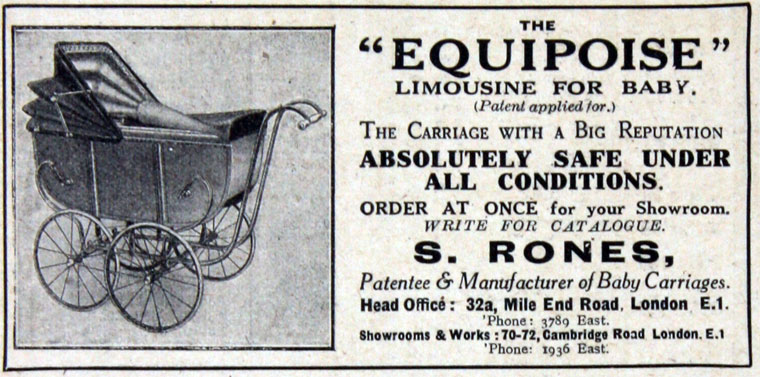 THE
"EQUIPOISE"
LIMOUSINE FOR BABY.
(Patent applied for.)
THE CARRIAGE WITH A BIG REPUTATION
ABSOLUTELY SAFE UNDER
ALL CONDITIONS.
ORDER AT ONCE for your Showroom.
WRITE FOR CATALOGUE.
S. RONES,
Patentee & Manufacturer of Baby Carriages.
Head Office: 32a, Mile End Road, London E.1.
'Phone: 3789 East.
Showrooms & Works: 70-72, Cambridge Road London, E.1
'Phone: 1936 East.